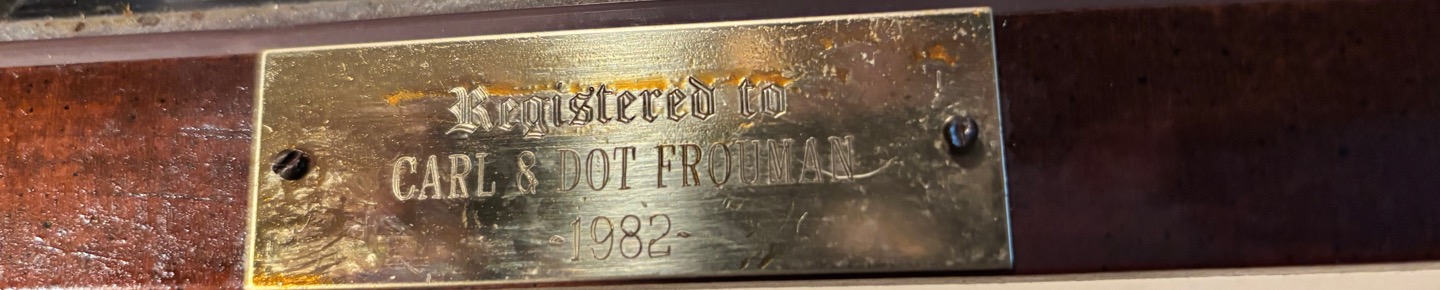 Registered to
CARL & DOT FROUMAN
-1982-